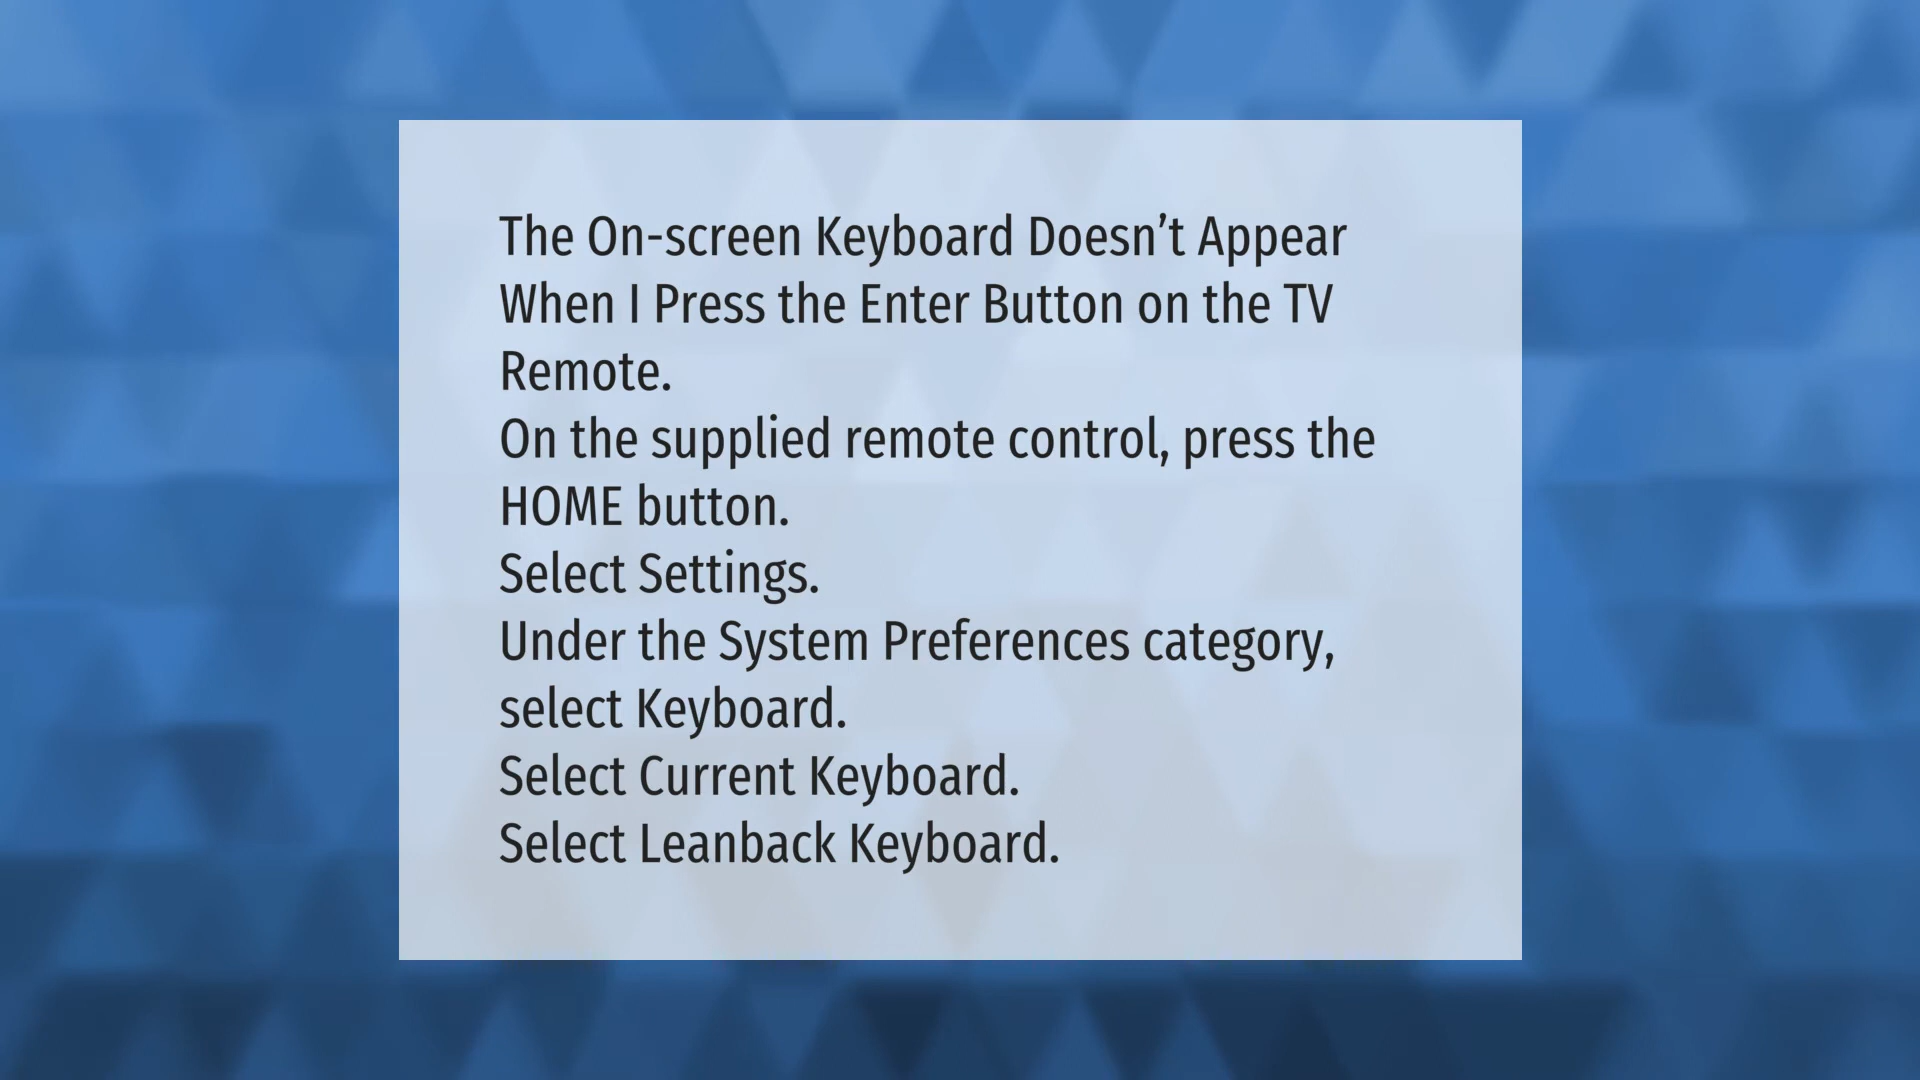 The On-screen Keyboard Doesn’t Appear
When I Press the Enter Button on the TV
Remote.
On the supplied remote control, press the
HOME button.
Select Settings.
Under the System Preferences category,
select Keyboard.
Select Current Keyboard.
Select Leanback Keyboard.